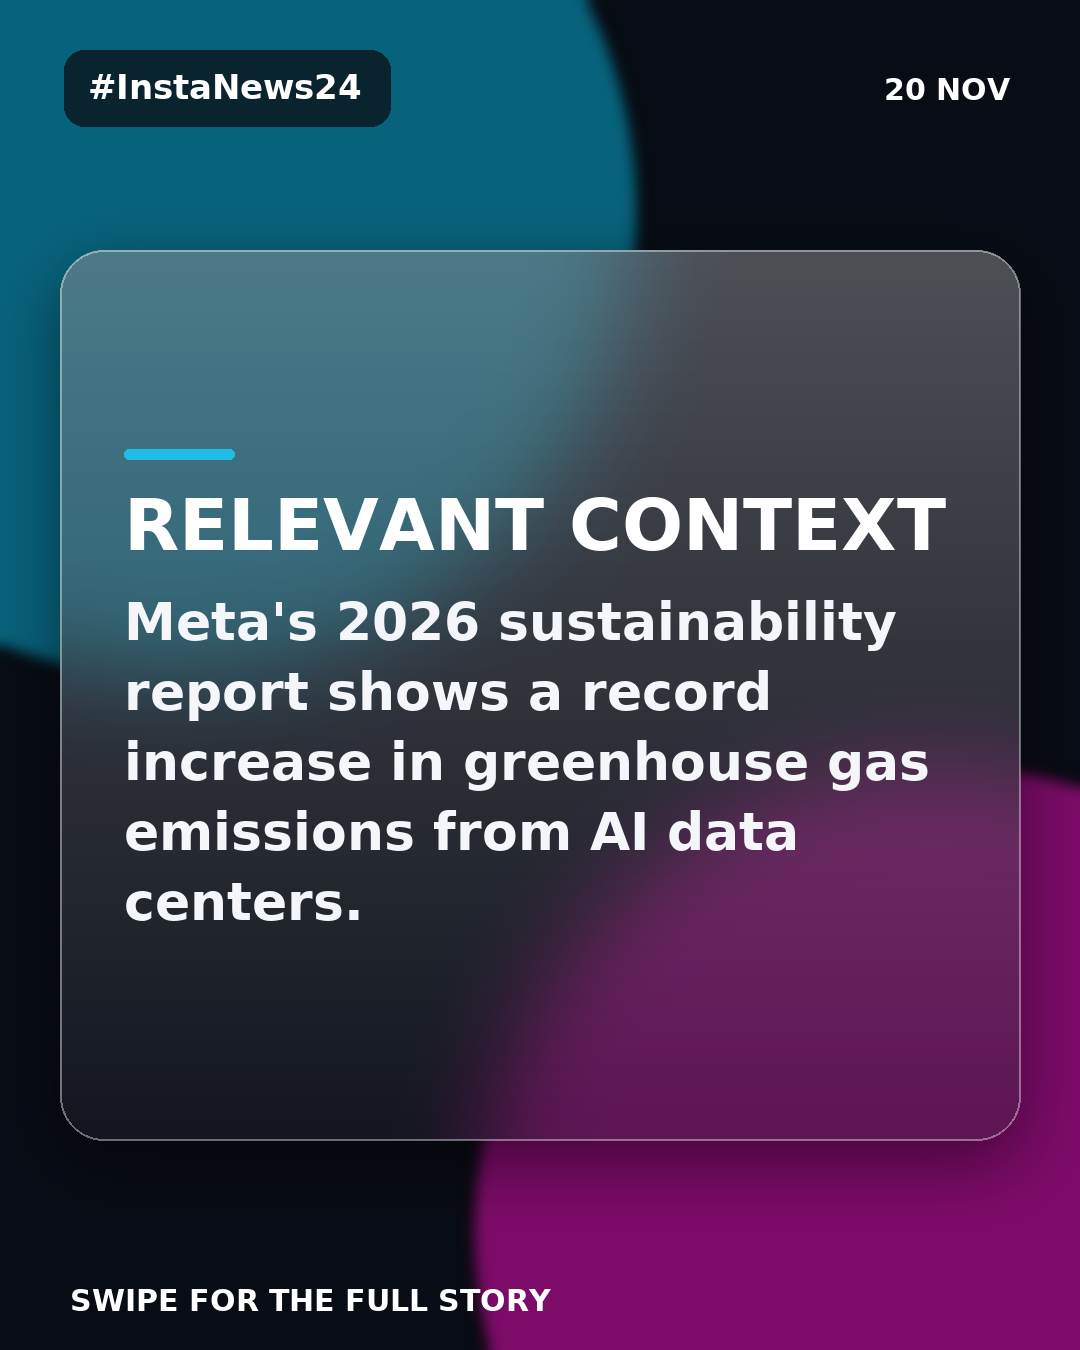 #InstaNews24
20 NOV
RELEVANT CONTEXT
Meta's 2026 sustainability
report shows a record
increase in greenhouse gas
emissions from AI data
centers.
SWIPE FOR THE FULL STORY